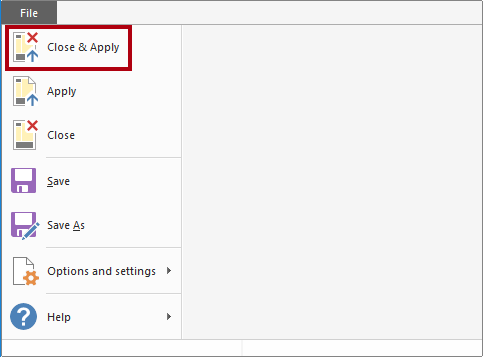 File
Close & Apply
Apply
Close
Save
Save As
Options and settings
Help